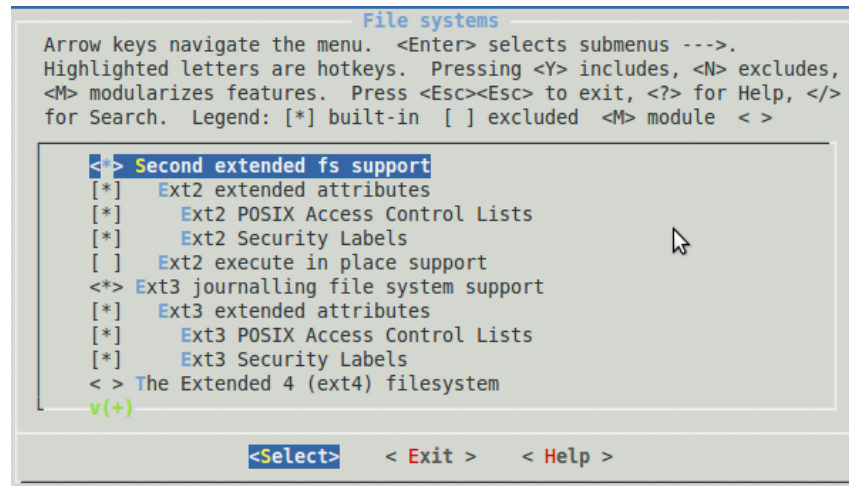 File systems
Arrow keys navigate the menu. <Enter> selects submenus --->.
Highlighted letters are hotkeys. Pressing <Y> includes, <N> excludes,
<M> modularizes features. Press <Esc><Esc> to exit, <?> for Help, </>
for Search. Legend: [*] built-in [ ] excluded <M> module < >
<*> Second extended fs support
[*] Ext2 extended attributes
[*] Ext2 POSIX Access Control Lists
[*] Ext2 Security Labels
[ ] Ext2 execute in place support
<*> Ext3 journalling file system support
[*] Ext3 extended attributes
[*] Ext3 POSIX Access Control Lists
[*] Ext3 Security Labels
< > The Extended 4 (ext4) filesystem
v(+)
<Select> < Exit > < Help >